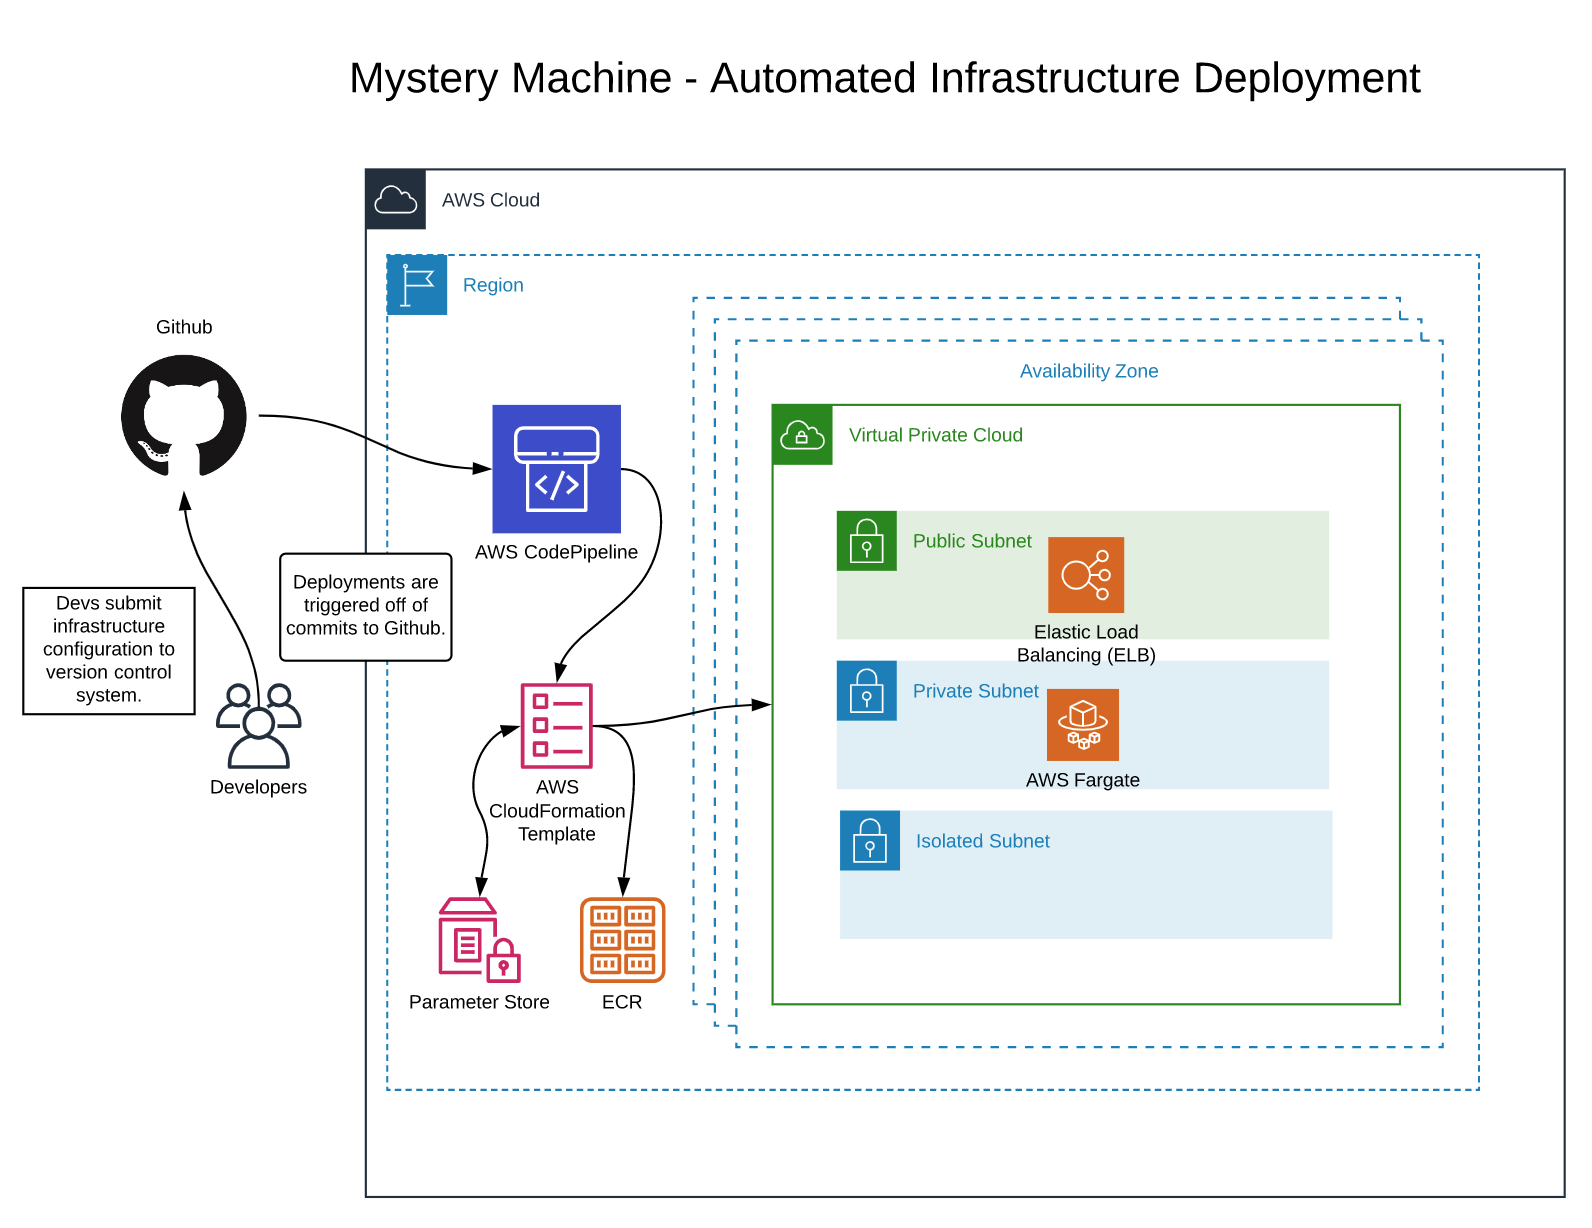 Mystery Machine - Automated Infrastructure Deployment
AWS Cloud
Region
Github
Availability Zone
Virtual Private Cloud
AWS CodePipeline
Public Subnet
Deployments are
triggered off of
commits to Github.
Devs submit
infrastructure
configuration to
version control
system.
Elastic Load
Balancing (ELB)
Private Subnet
Developers
AWS
CloudFormation
Template
AWS Fargate
Isolated Subnet
Parameter Store
ECR